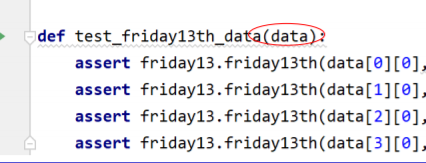 def test_friday13th_data(data):
    assert friday13.friday13th(data[0][0],
    assert friday13.friday13th(data[1][0],
    assert friday13.friday13th(data[2][0],
    assert friday13.friday13th(data[3][0],